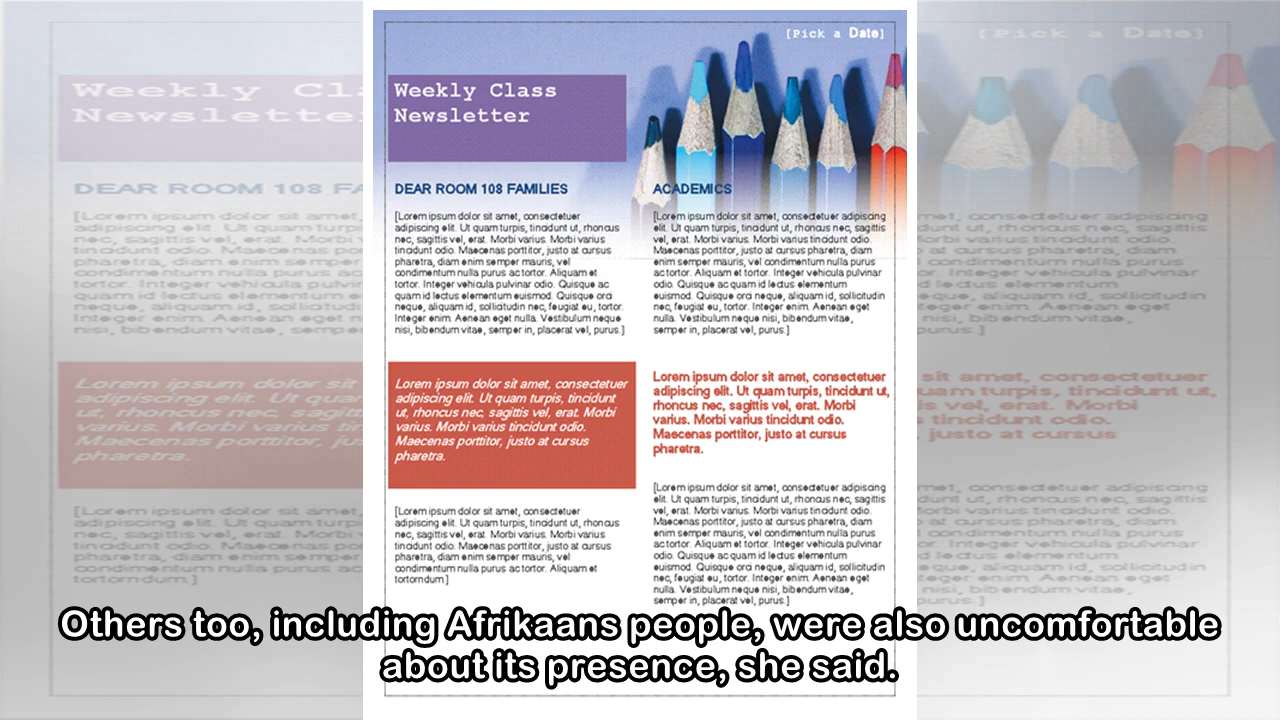 [Pick a Date]
Weekly Class
Newsletter
DEAR ROOM 108 FAMILIES
[Lorem ipsum dolor sit amet, consectetuer
adipiscing elit. Ut quam turpis, tincidunt ut, rhoncus
nec, sagittis vel, erat. Morbi varius. Morbi varius
tincidunt odio. Maecenas porttitor, justo at cursus
pharetra, diam enim semper mauris, vel
condimentum nulla purus ac tortor. Aliquam et
tortor. Integer vehicula pulvinar odio. Quisque ac
quam id lectus elementum euismod. Quisque orci
neque, aliquam id, sollicitudin nec, feugiat eu, tortor.
Integer enim. Aenean eget nulla. Vestibulum neque
nisi, bibendum vitae, semper in, placerat vel, purus.]
Lorem ipsum dolor sit amet, consectetuer
adipiscing elit. Ut quam turpis, tincidunt
ut, rhoncus nec, sagittis vel, erat. Morbi
varius. Morbi varius tincidunt odio.
Maecenas porttitor, justo at cursus
pharetra.
[Lorem ipsum dolor sit amet, consectetuer
adipiscing elit. Ut quam turpis, tincidunt ut, rhoncus
nec, sagittis vel, erat. Morbi varius. Morbi varius
tincidunt odio. Maecenas porttitor, justo at cursus
pharetra, diam enim semper mauris, vel
condimentum nulla purus ac tortor. Aliquam et
tortorndum.]
ACADEMICS
[Lorem ipsum dolor sit amet, consectetuer adipiscing
elit. Ut quam turpis, tincidunt ut, rhoncus nec, sagittis
vel, erat. Morbi varius. Morbi varius tincidunt odio.
Maecenas porttitor, justo at cursus pharetra, diam
enim semper mauris, vel condimentum nulla purus
ac tortor. Aliquam et tortor. Integer vehicula pulvinar
odio. Quisque ac quam id lectus elementum
euismod. Quisque orci neque, aliquam id, sollicitudin
nec, feugiat eu, tortor. Integer enim. Aenean eget
nulla. Vestibulum neque nisi, bibendum vitae,
semper in, placerat vel, purus.]
Lorem ipsum dolor sit amet, consectetuer
adipiscing elit. Ut quam turpis, tincidunt ut,
rhoncus nec, sagittis vel, erat. Morbi
varius. Morbi varius tincidunt odio.
Maecenas porttitor, justo at cursus
pharetra.
[Lorem ipsum dolor sit amet, consectetuer adipiscing
elit. Ut quam turpis, tincidunt ut, rhoncus nec, sagittis
vel, erat. Morbi varius. Morbi varius tincidunt odio.
Maecenas porttitor, justo at cursus pharetra, diam
enim semper mauris, vel condimentum nulla purus
ac tortor. Aliquam et tortor. Integer vehicula pulvinar
odio. Quisque ac quam id lectus elementum
euismod. Quisque orci neque, aliquam id, sollicitudin
nec, feugiat eu, tortor. Integer enim. Aenean eget
nulla. Vestibulum neque nisi, bibendum vitae,
semper in, placerat vel, purus.]
Others too, including Afrikaans people, were also uncomfortable
about its presence, she said.